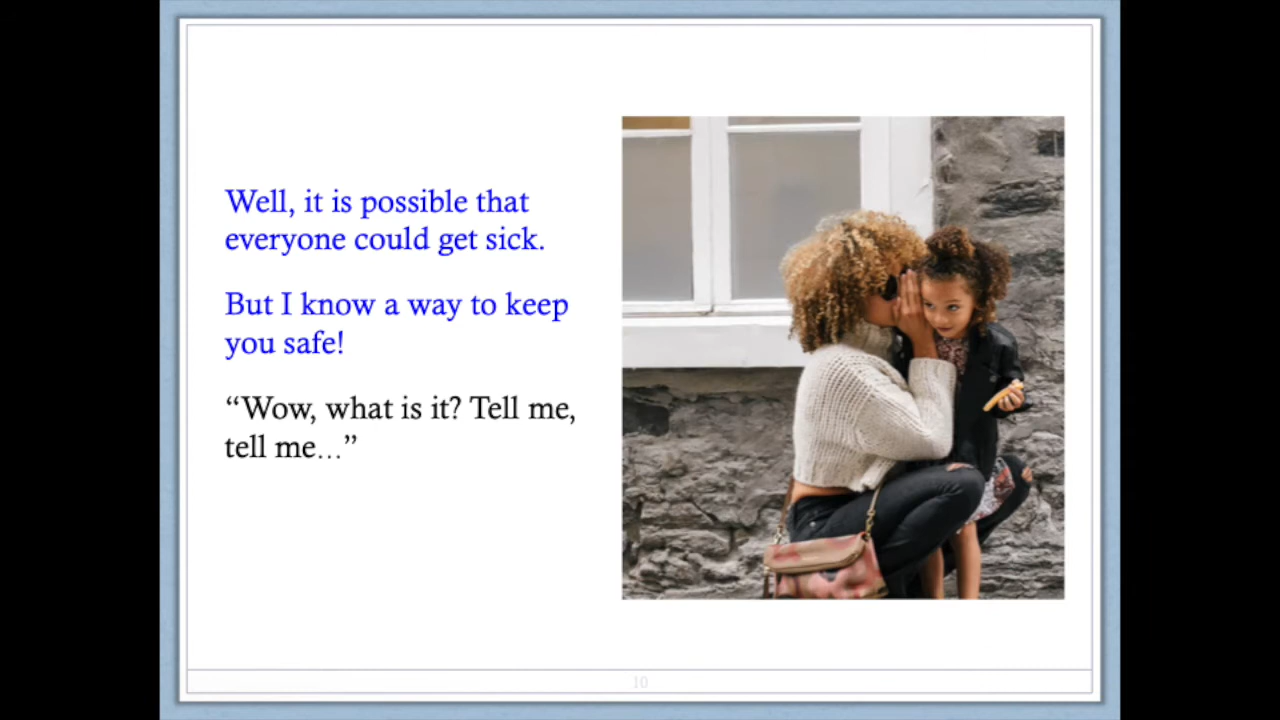 Well, it is possible that
everyone could get sick.
But I know a way to keep
you safe!
“Wow, what is it? Tell me,
tell me…”
10